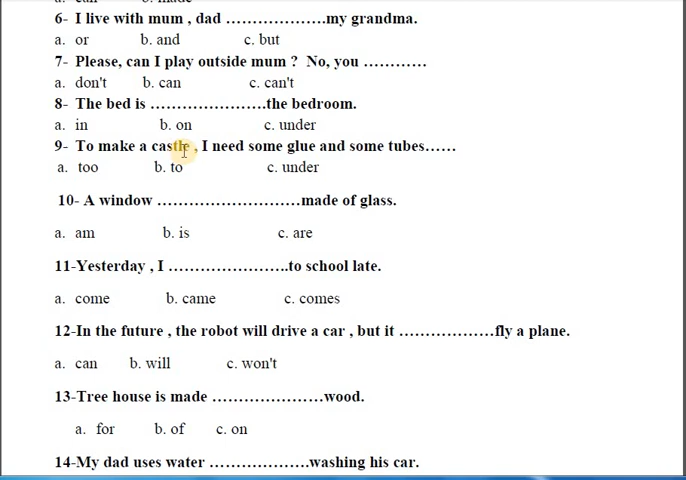 6- I live with mum , dad ....................my grandma.
a. or b. and c. but
7- Please, can I play outside mum ? No, you ............
a. don't b. can c. can't
8- The bed is .......................the bedroom.
a. in b. on c. under
9- To make a castle , I need some glue and some tubes......
a. too b. to c. under
10- A window .............................made of glass.
a. am b. is c. are
11-Yesterday , I ........................to school late.
a. come b. came c. comes
12-In the future , the robot will drive a car , but it ...................fly a plane.
a. can b. will c. won't
13-Tree house is made ......................wood.
a. for b. of c. on
14-My dad uses water ....................washing his car.